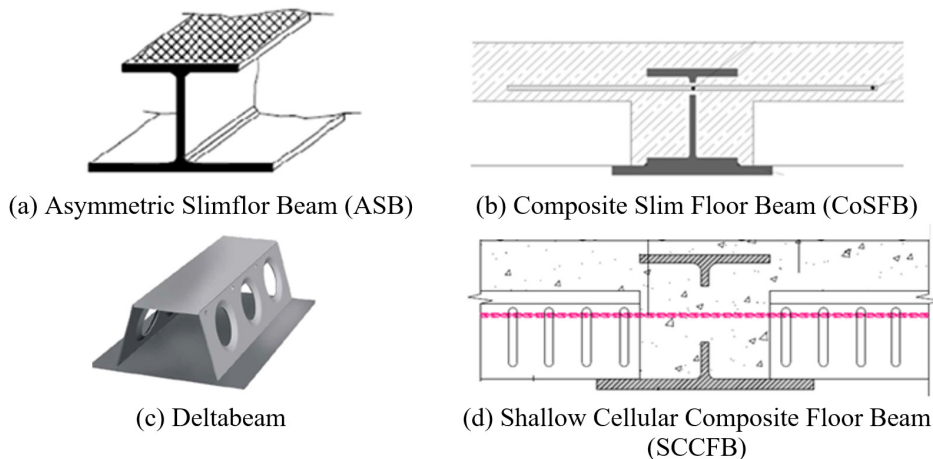 (a) Asymmetric Slimflor Beam (ASB)
(b) Composite Slim Floor Beam (CoSFB)
(c) Deltabeam
(d) Shallow Cellular Composite Floor Beam
(SCCFB)